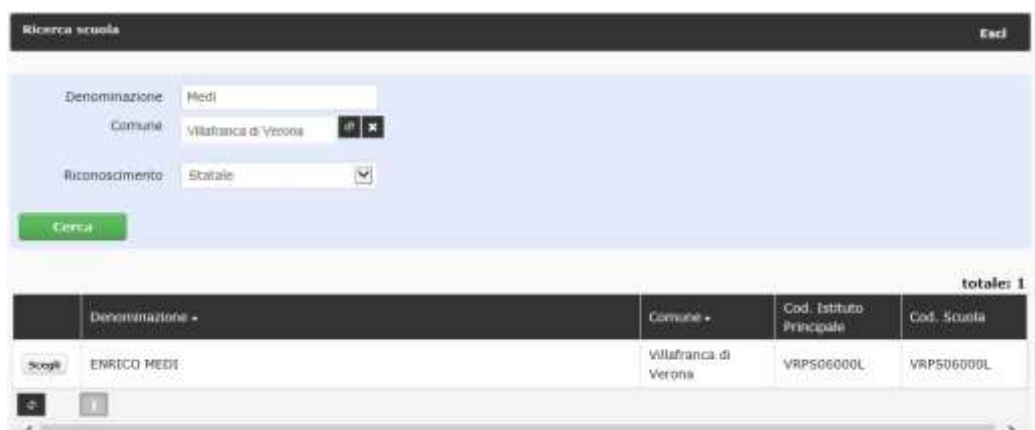 Ricerca scuola Esci
Denominazione Medi
Comune Villafranca di Verona
Riconoscimento Statale
Cerca
totale: 1
Denominazione Comune Cod. Istituto Principale Cod. Scuola
Scegli ENRICO MEDI Villafranca di Verona VRPS06000L VRPS06000L
1